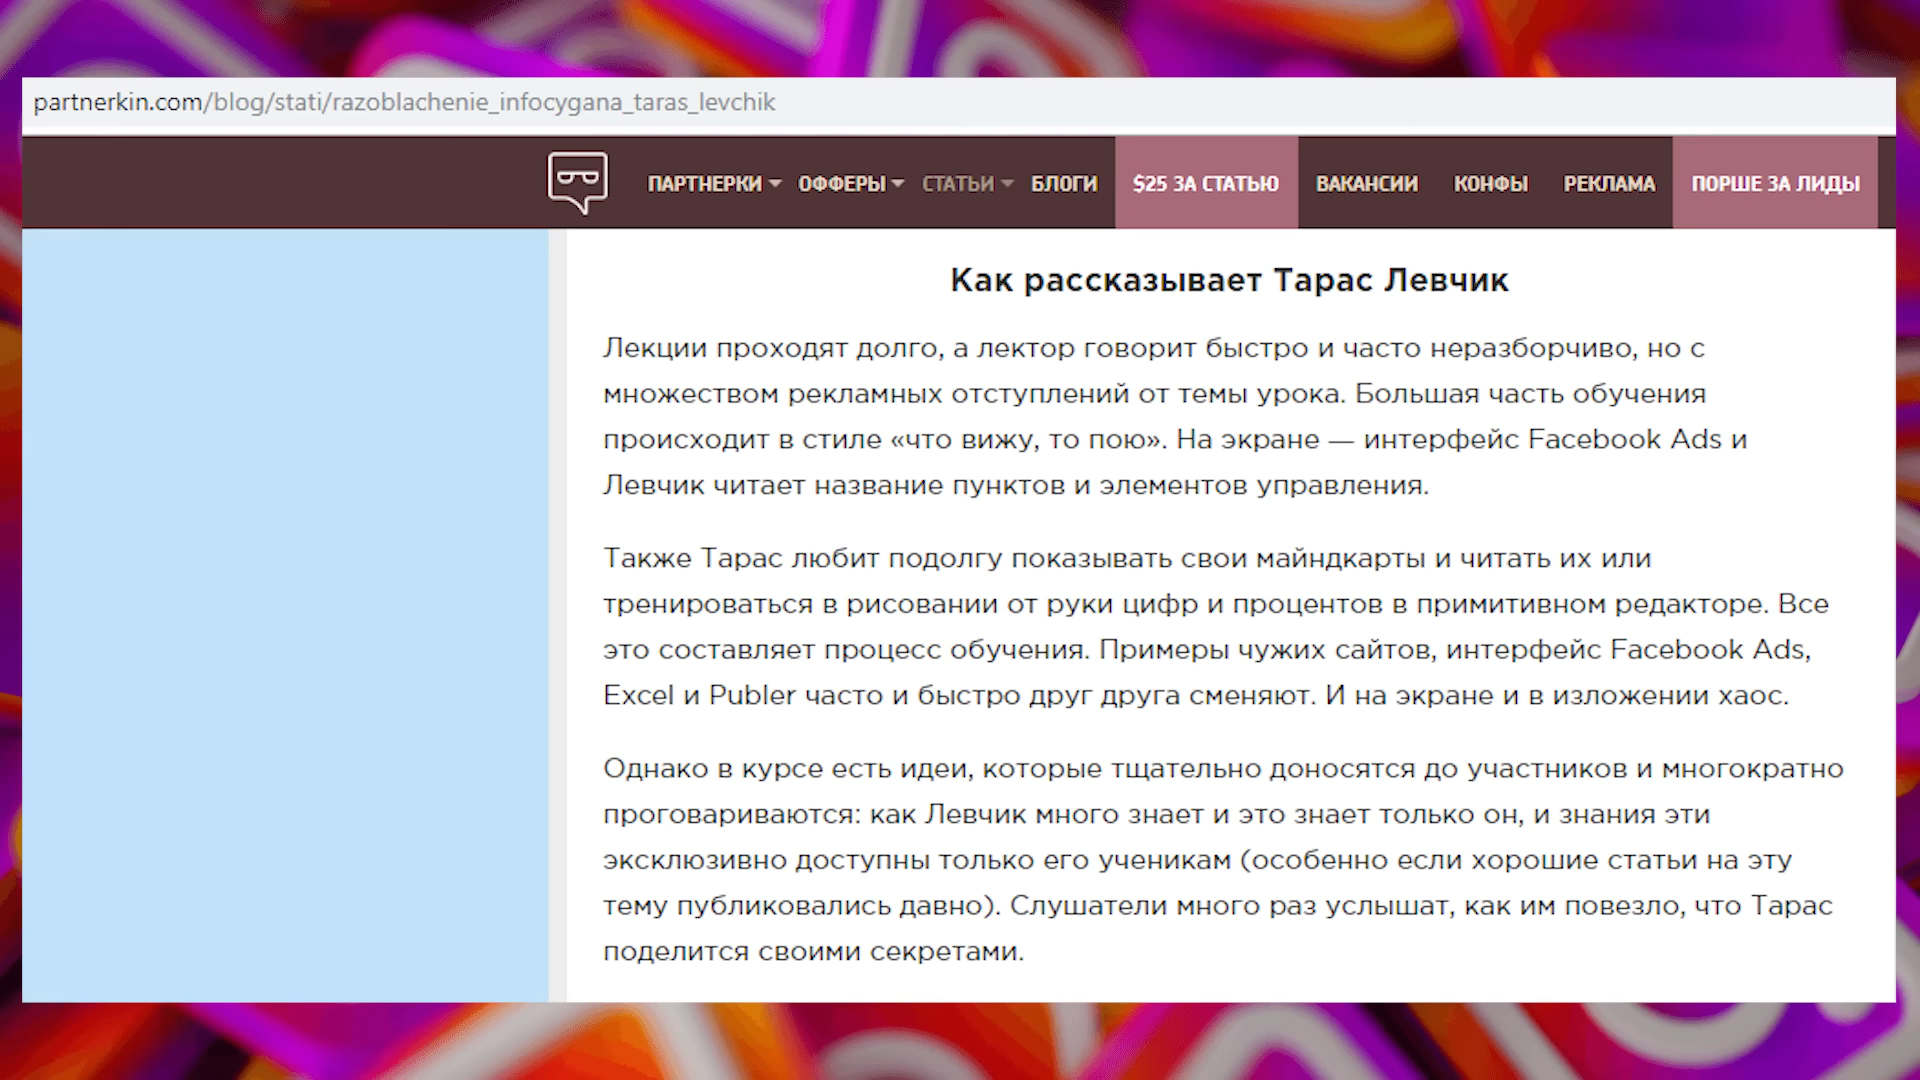 partnerkin.com/blog/stati/razoblachenie_infocygana_taras_levchik
ПАРТНЕРКИ ОФФЕРЫ СТАТЬИ БЛОГИ $25 ЗА СТАТЬЮ ВАКАНСИИ КОНФЫ РЕКЛАМА ПОРШЕ ЗА ЛИДЫ
Как рассказывает Тарас Левчик
Лекции проходят долго, а лектор говорит быстро и часто неразборчиво, но с
множеством рекламных отступлений от темы урока. Большая часть обучения
происходит в стиле «что вижу, то пою». На экране — интерфейс Facebook Ads и
Левчик читает название пунктов и элементов управления.
Также Тарас любит подолгу показывать свои майндкарты и читать их или
тренироваться в рисовании от руки цифр и процентов в примитивном редакторе. Все
это составляет процесс обучения. Примеры чужих сайтов, интерфейс Facebook Ads,
Excel и Publer часто и быстро друг друга сменяют. И на экране и в изложении хаос.
Однако в курсе есть идеи, которые тщательно доносятся до участников и многократно
проговариваются: как Левчик много знает и это знает только он, и знания эти
эксклюзивно доступны только его ученикам (особенно если хорошие статьи на эту
тему публиковались давно). Слушатели много раз услышат, как им повезло, что Тарас
поделится своими секретами.